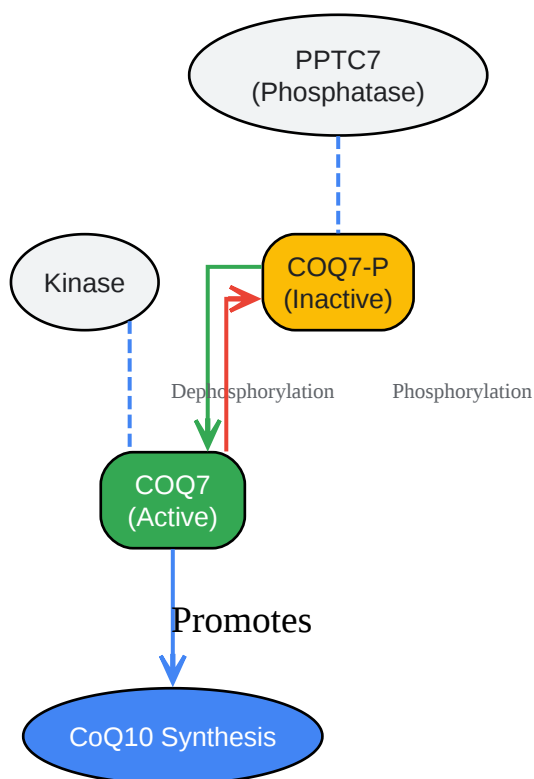 PPTC7
(Phosphatase)
Kinase
COQ7-P
(Inactive)
Dephosphorylation
Phosphorylation
COQ7
(Active)
Promotes
CoQ10 Synthesis